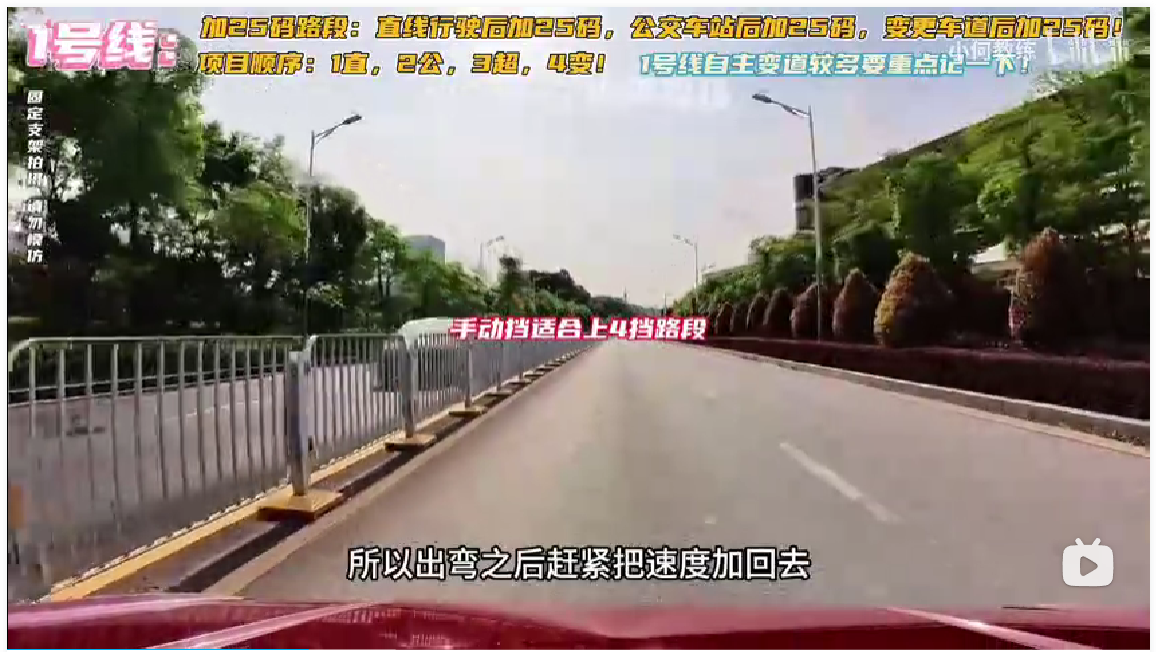 1号线:
加25码路段：直线行驶后加25码，公交车站后加25码，变更车道后加25码！
项目顺序：1直，2公，3超，4变！ 1号线自主变道较多要重点记一下！
小何教练 bilibili
固定支架拍摄 请勿模仿
手动挡适合上4挡路段
所以出弯之后赶紧把速度加回去